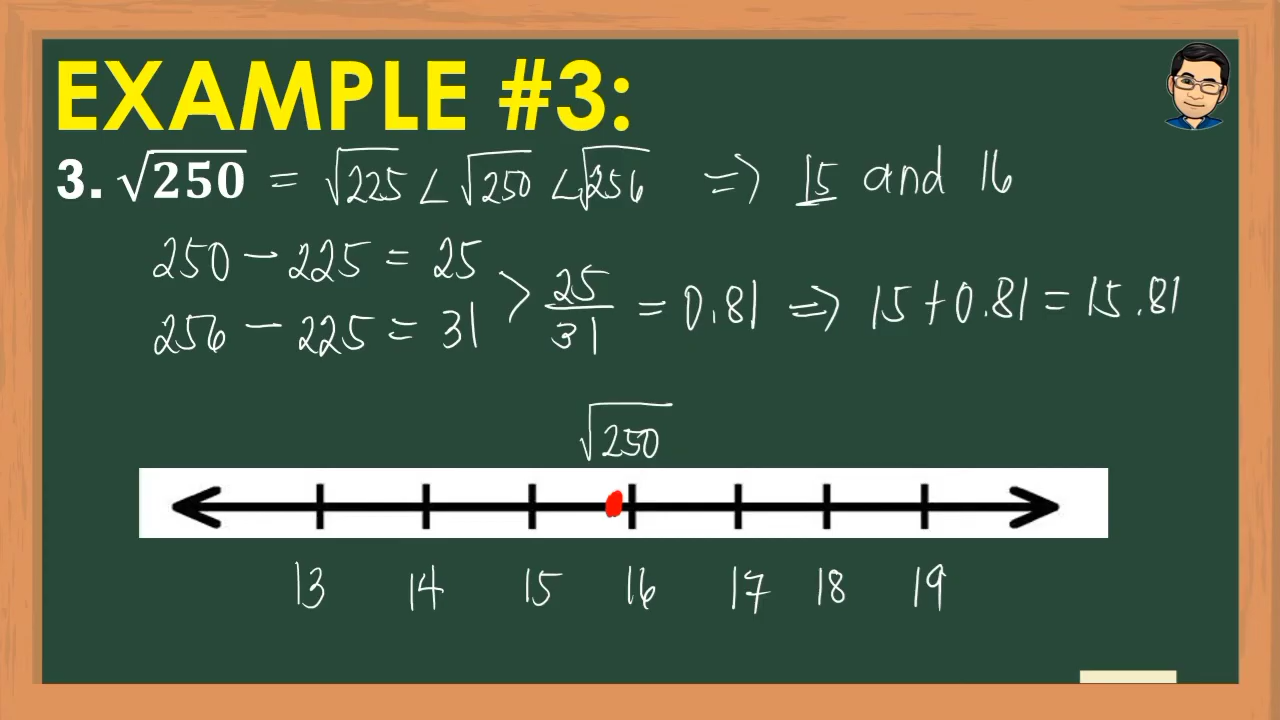 EXAMPLE #3:
3. √250 = √225 < √250 < √256 => 15 and 16
250 - 225 = 25
256 - 225 = 31 > 25/31 = 0.81 => 15 + 0.81 = 15.81
√250
13 14 15 16 17 18 19